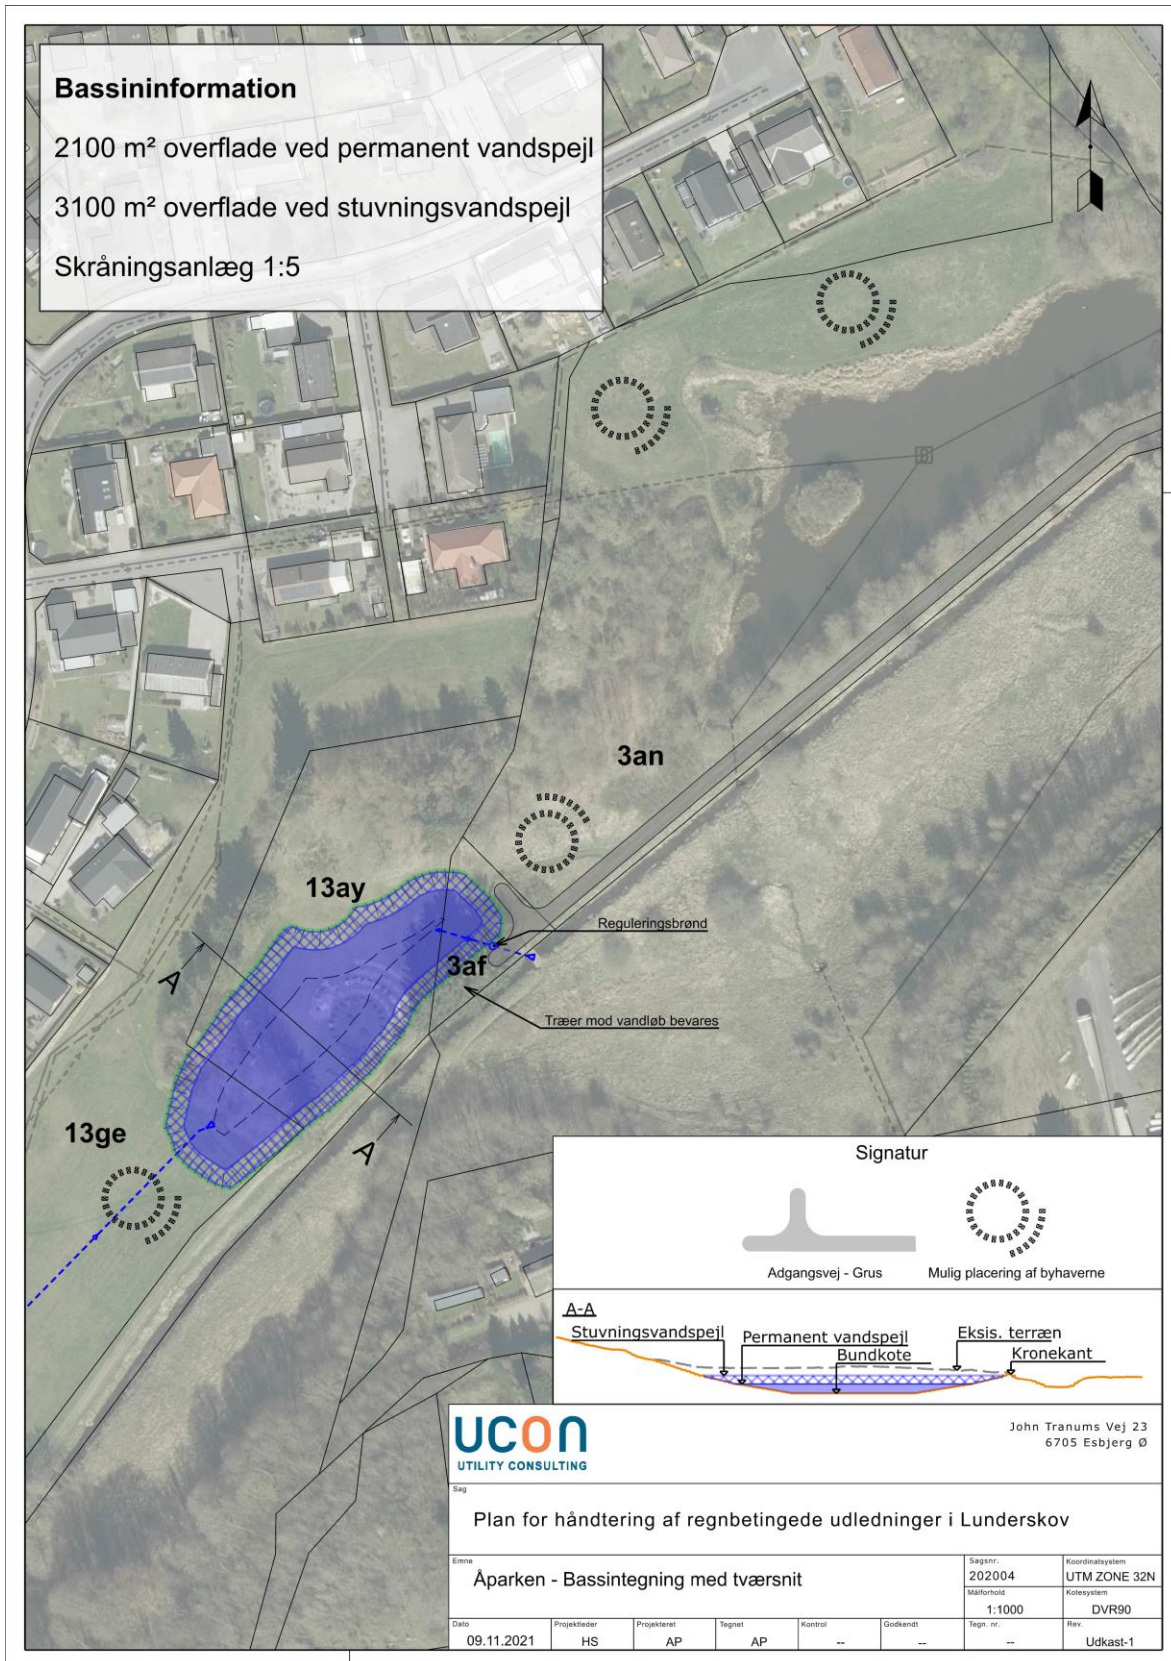 Bassininformation
2100 m² overflade ved permanent vandspejl
3100 m² overflade ved stuvningsvandspejl
Skråningsanlæg 1:5
B
3an
13ay
Reguleringsbrønd
3af
A
Træer mod vandløb bevares
13ge
A
Signatur
Adgangsvej - Grus
Mulig placering af byhaverne
A-A
Stuvningsvandspejl
Permanent vandspejl
Eksis. terræn
Bundkote
Kronekant
UCON
UTILITY CONSULTING
John Tranums Vej 23
6705 Esbjerg Ø
Sag
Plan for håndtering af regnbetingede udledninger i Lunderskov
Emne
Åparken - Bassintegning med tværsnit
Sagsnr.
202004
Koordinatsystem
UTM ZONE 32N
Målforhold
1:1000
Kotesystem
DVR90
Dato
09.11.2021
Projektleder
HS
Projekteret
AP
Tegnet
AP
Kontrol
--
Godkendt
--
Tegn. nr.
--
Rev.
Udkast-1